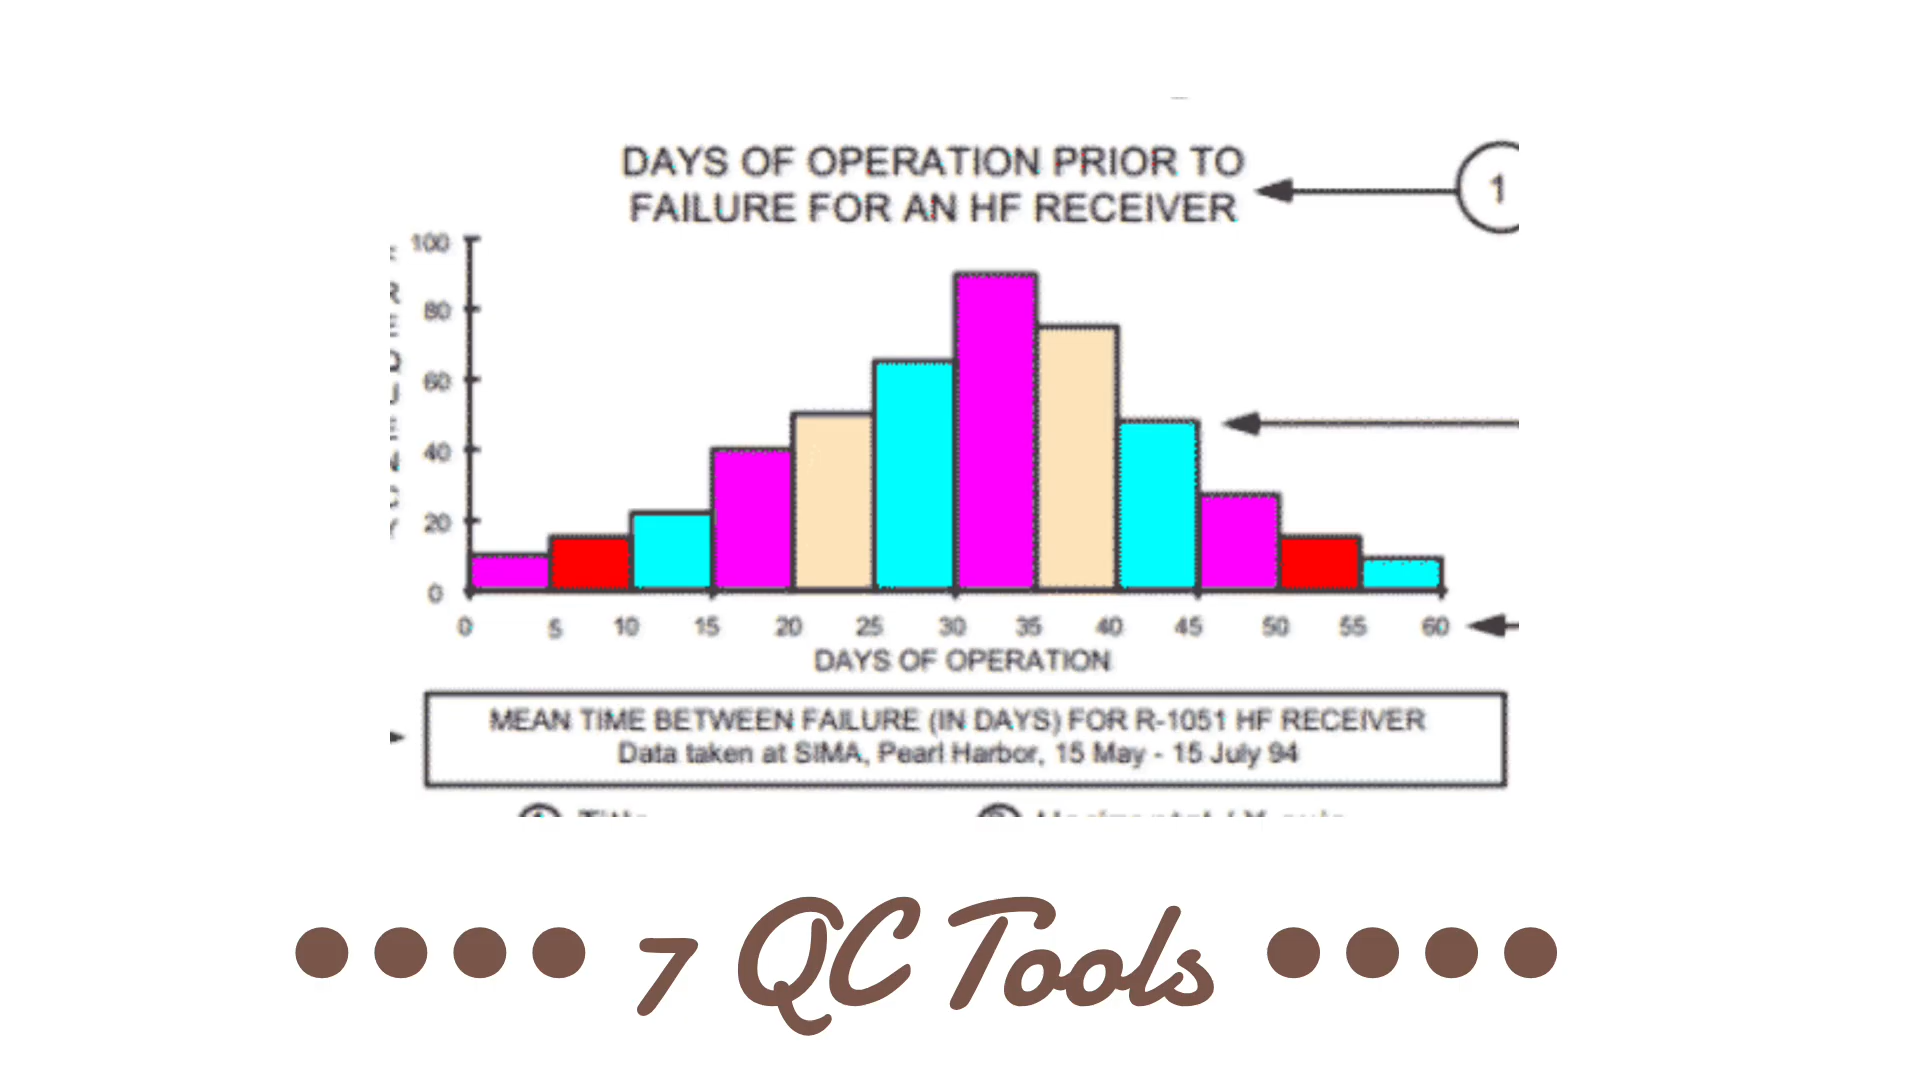 DAYS OF OPERATION PRIOR TO
FAILURE FOR AN HF RECEIVER
1
100
80
60
40
20
0
0 5 10 15 20 25 30 35 40 45 50 55 60
DAYS OF OPERATION
MEAN TIME BETWEEN FAILURE (IN DAYS) FOR R-1051 HF RECEIVER
Data taken at SIMA, Pearl Harbor, 15 May - 15 July 94
7 QC Tools